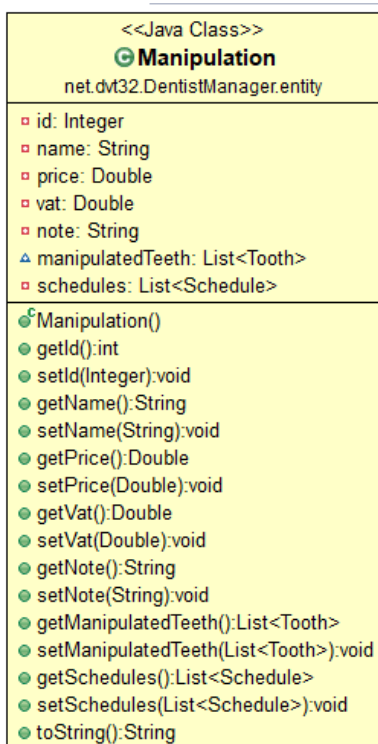 <<Java Class>>
Manipulation
net.dvt32.DentistManager.entity
id: Integer
name: String
price: Double
vat: Double
note: String
manipulatedTeeth: List<Tooth>
schedules: List<Schedule>
Manipulation()
getId():int
setId(Integer):void
getName():String
setName(String):void
getPrice():Double
setPrice(Double):void
getVat():Double
setVat(Double):void
getNote():String
setNote(String):void
getManipulatedTeeth():List<Tooth>
setManipulatedTeeth(List<Tooth>):void
getSchedules():List<Schedule>
setSchedules(List<Schedule>):void
toString():String